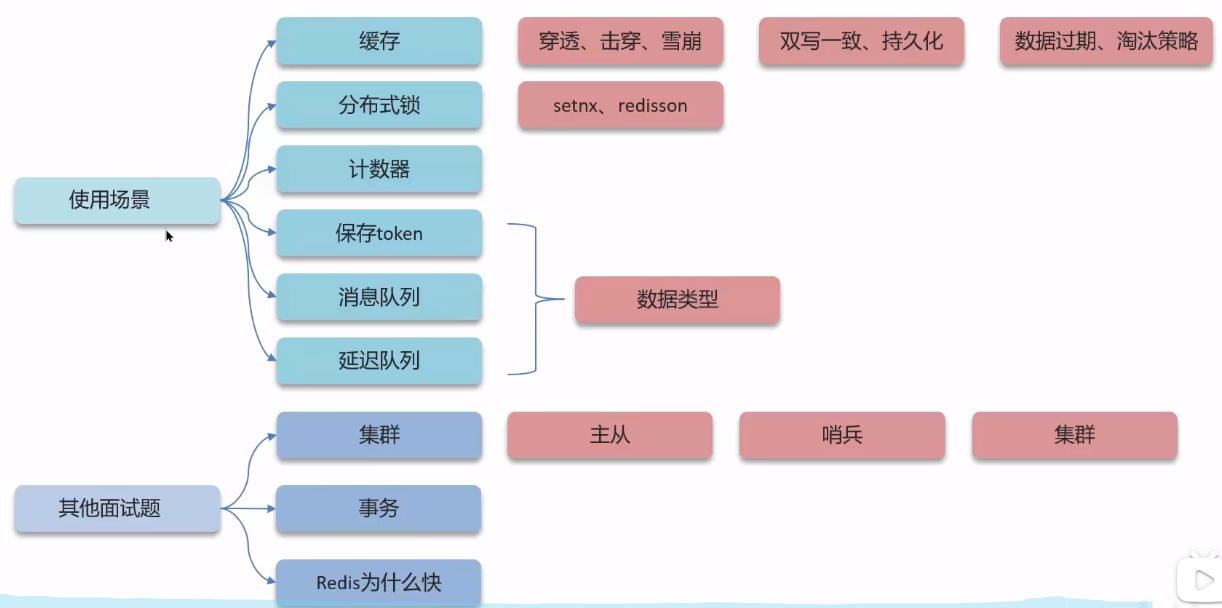 缓存
穿透、击穿、雪崩
双写一致、持久化
数据过期、淘汰策略
分布式锁
setnx、redisson
计数器
使用场景
保存token
消息队列
数据类型
延迟队列
集群
主从
哨兵
集群
其他面试题
事务
Redis为什么快